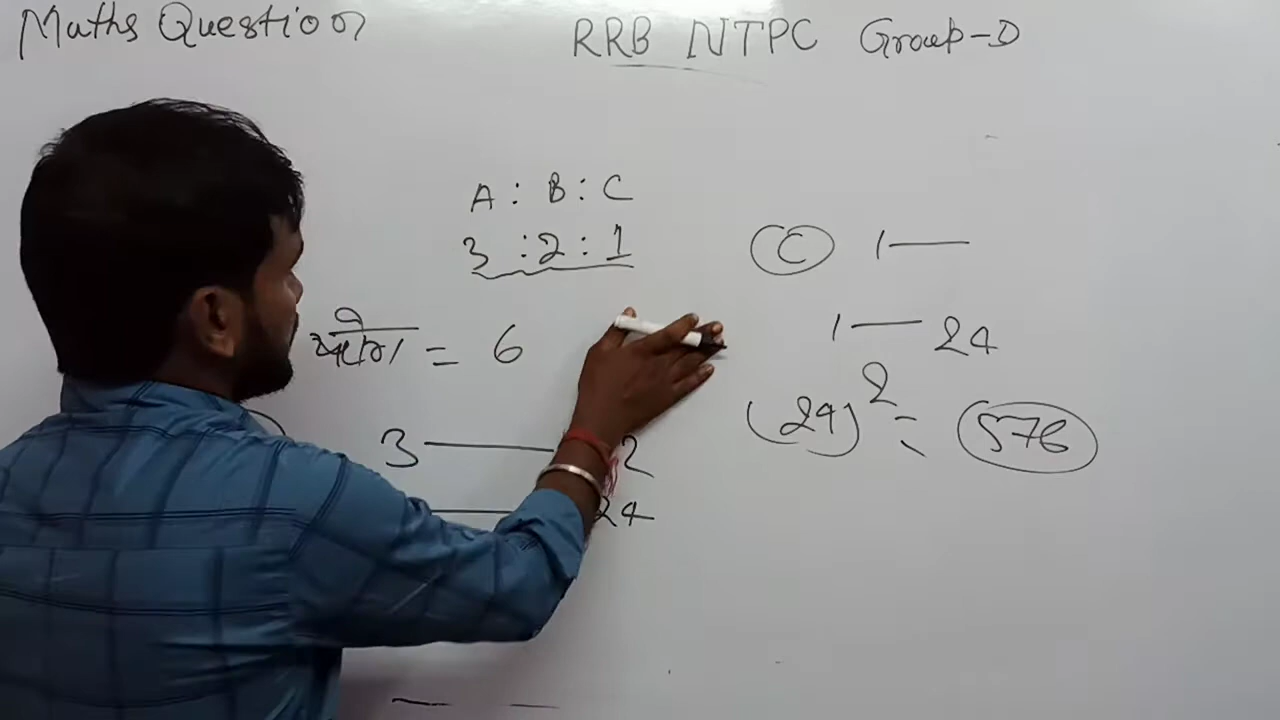 Maths Question
RRB NTPC Group-D
A : B : C
3 : 2 : 1
= 6
3 — 2
— 24
C 1 —
1 — 24
(24)² = 576